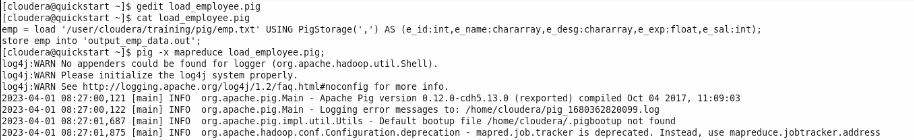 [cloudera@quickstart ~]$ gedit load_employee.pig
[cloudera@quickstart ~]$ cat load_employee.pig
emp = load '/user/cloudera/training/pig/emp.txt' USING PigStorage(',') AS (e_id:int,e_name:chararray,e_desg:chararray,e_exp:float,e_sal:int);
store emp into 'output_emp_data.out';
[cloudera@quickstart ~]$ pig -x mapreduce load_employee.pig;
log4j:WARN No appenders could be found for logger (org.apache.hadoop.util.Shell).
log4j:WARN Please initialize the log4j system properly.
log4j:WARN See http://logging.apache.org/log4j/1.2/faq.html#noconfig for more info.
2023-04-01 08:27:00,121 [main] INFO  org.apache.pig.Main - Apache Pig version 0.12.0-cdh5.13.0 (rexported) compiled Oct 04 2017, 11:09:03
2023-04-01 08:27:00,122 [main] INFO  org.apache.pig.Main - Logging error messages to: /home/cloudera/pig_1680362820099.log
2023-04-01 08:27:01,687 [main] INFO  org.apache.pig.impl.util.Utils - Default bootup file /home/cloudera/.pigbootup not found
2023-04-01 08:27:01,875 [main] INFO  org.apache.hadoop.conf.Configuration.deprecation - mapred.job.tracker is deprecated. Instead, use mapreduce.jobtracker.address